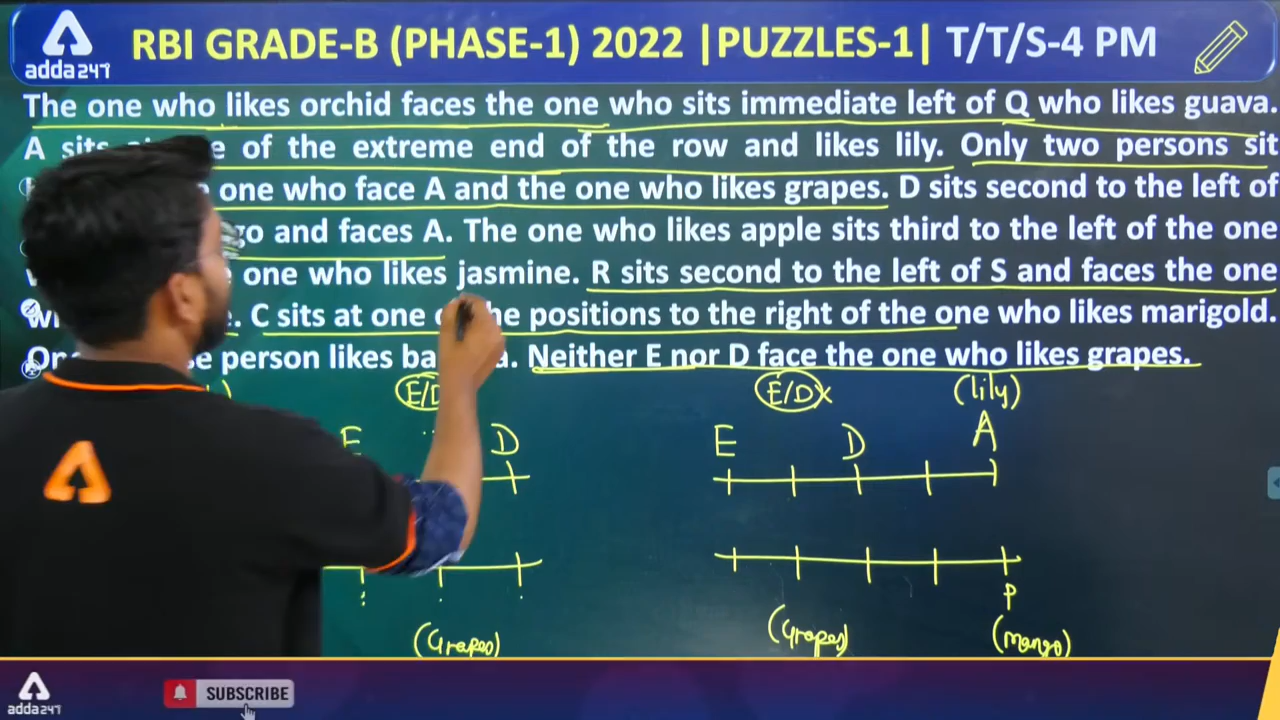 adda247
RBI GRADE-B (PHASE-1) 2022 |PUZZLES-1| T/T/S-4 PM
The one who likes orchid faces the one who sits immediate left of Q who likes guava.
A sits of the extreme end of the row and likes lily. Only two persons sit
one who face A and the one who likes grapes. D sits second to the left of
and faces A. The one who likes apple sits third to the left of the one
one who likes jasmine. R sits second to the left of S and faces the one
C sits at one the positions to the right of the one who likes marigold.
person likes Neither E nor D face the one who likes grapes.
E/D (lily)
E D E D A
P
(Grapes) (Grapes) (mango)
adda247
SUBSCRIBE